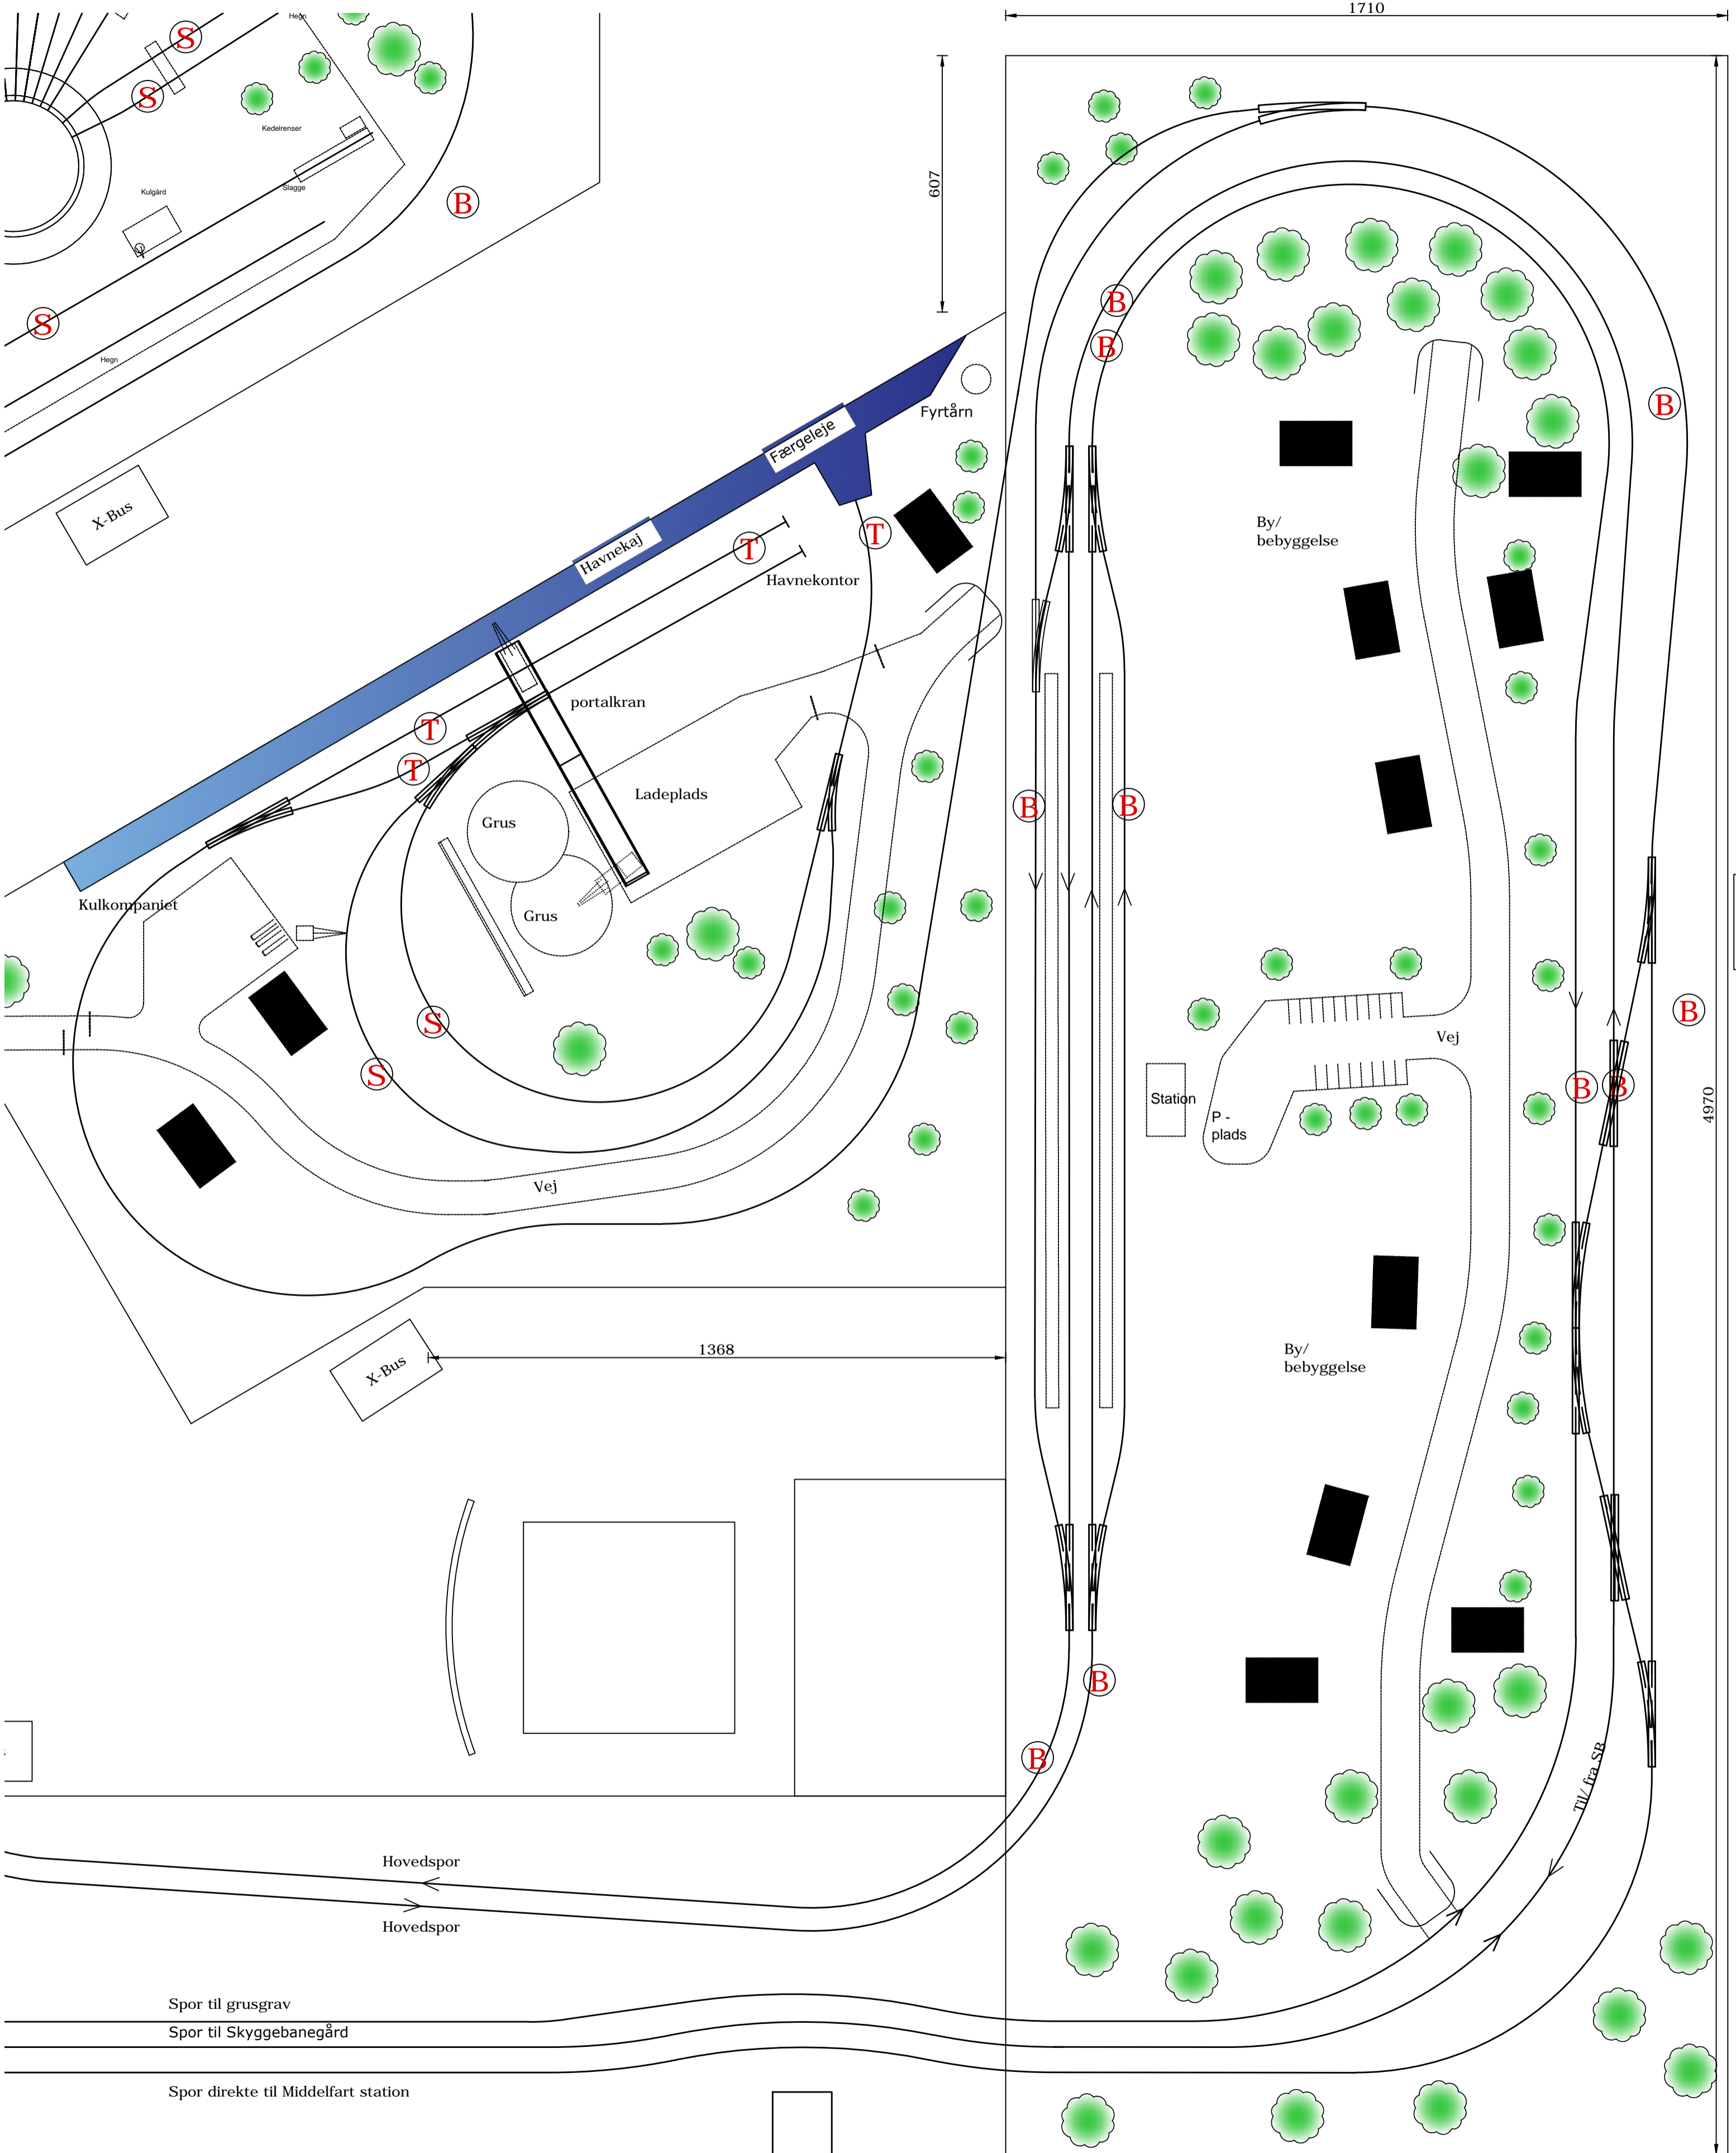 1710
Hegn
S
S
Kedelrenser
607
Kulgård
Slagge
B
B
S
B
Hegn
B
Færgeleje
Fyrtårn
X-Bus
By/
bebyggelse
T
T
Havnekaj
Havnekontor
portalkran
T
T
Ladeplads
B
B
Grus
Kulkompaniet
Grus
B
S
Vej
S
B
B
Station
4970
P -
plads
Vej
1368
By/
bebyggelse
X-Bus
B
B
Til/ fra SB
Hovedspor
Hovedspor
Spor til grusgrav
Spor til Skyggebanegård
Spor direkte til Middelfart station